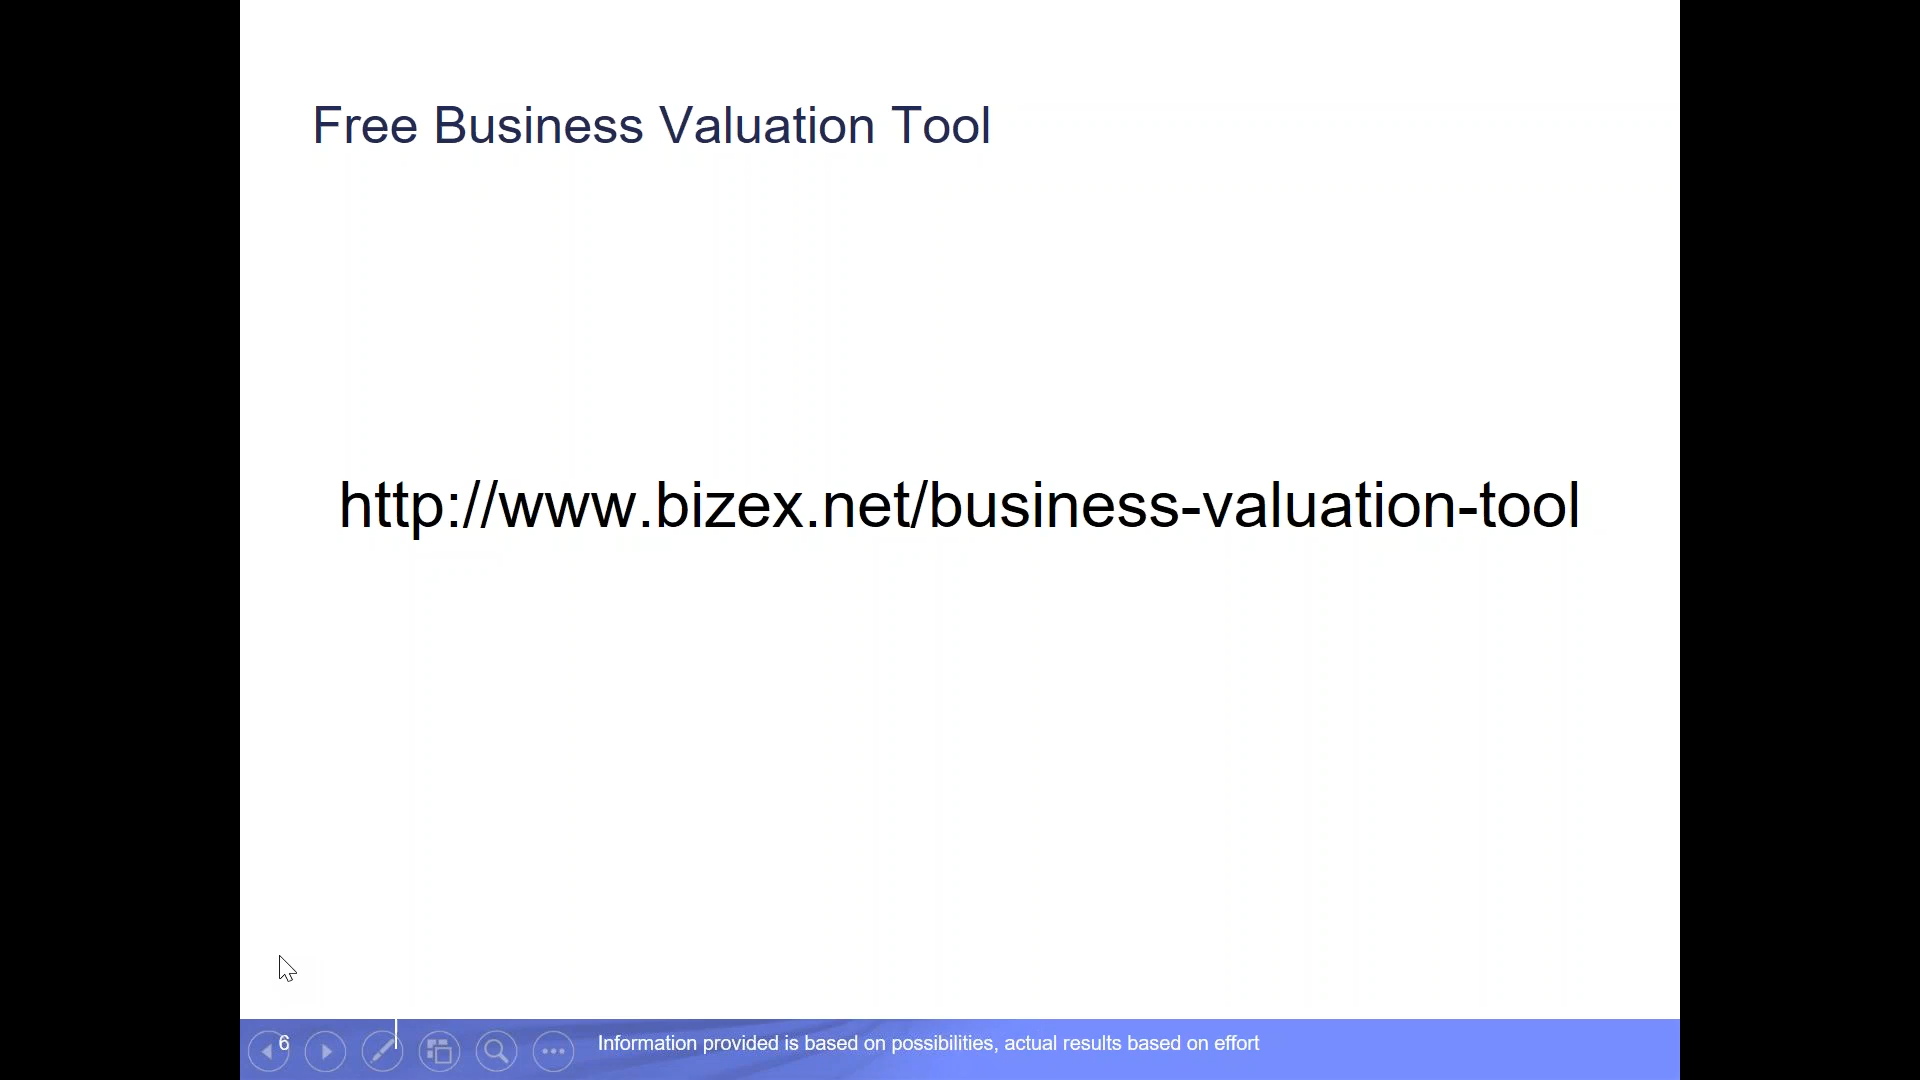 Free Business Valuation Tool
http://www.bizex.net/business-valuation-tool
6
Information provided is based on possibilities, actual results based on effort